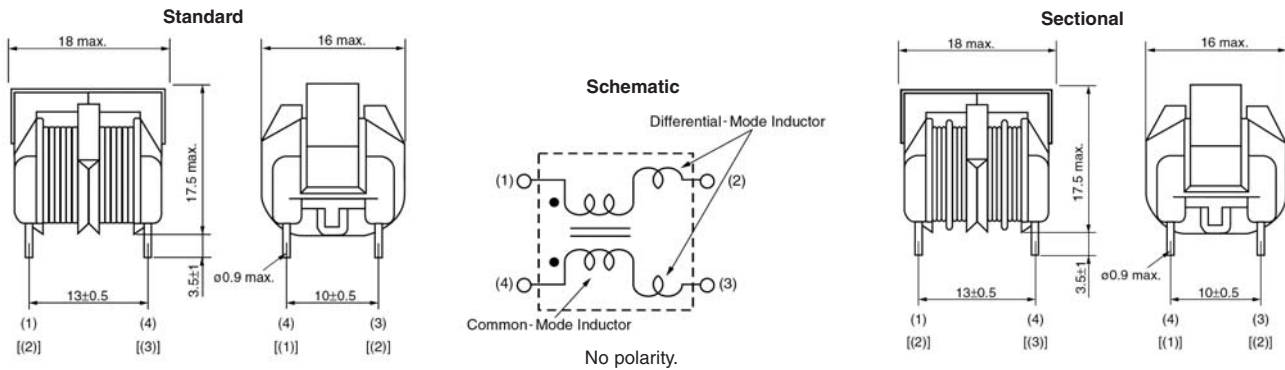 Standard
18 max.
16 max.
17.5 max.
3.5±1
ø0.9 max.
13±0.5
10±0.5
(1)
(4)
(4)
(3)
[(2)]
[(3)]
[(1)]
[(2)]
Schematic
Differential-Mode Inductor
(1)
(2)
(4)
(3)
Common-Mode Inductor
No polarity.
Sectional
18 max.
16 max.
17.5 max.
3.5±1
ø0.9 max.
13±0.5
10±0.5
(1)
(4)
(4)
(3)
[(2)]
[(3)]
[(1)]
[(2)]